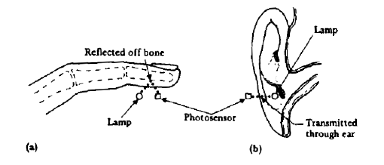 Reflected off bone
Lamp
Photosensor
(a)
Lamp
Transmitted
through ear
(b)